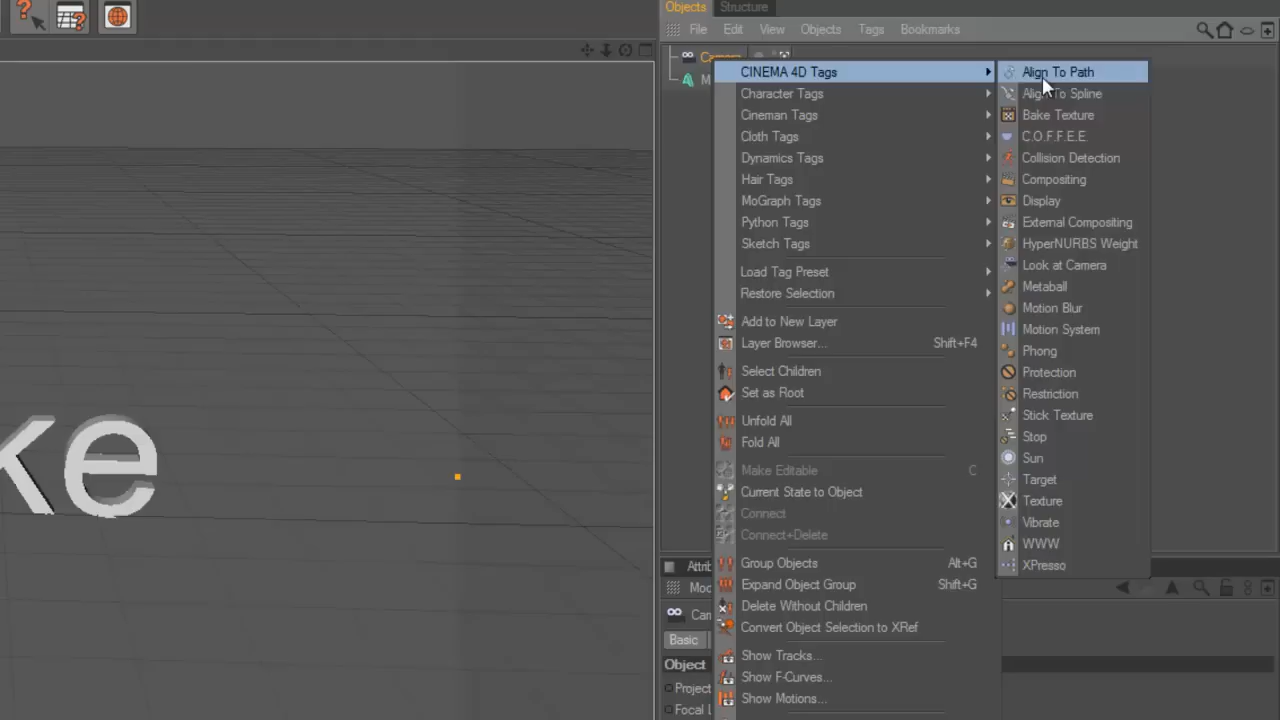 Objects Structure
File Edit View Objects Tags Bookmarks
CINEMA 4D Tags
Character Tags
Cineman Tags
Cloth Tags
Dynamics Tags
Hair Tags
MoGraph Tags
Python Tags
Sketch Tags
Load Tag Preset
Restore Selection
Add to New Layer
Layer Browser... Shift+F4
Select Children
Set as Root
Unfold All
Fold All
Make Editable C
Current State to Object
Connect
Connect+Delete
Group Objects Alt+G
Expand Object Group Shift+G
Delete Without Children
Convert Object Selection to XRef
Show Tracks...
Show F-Curves...
Show Motions...
Align To Path
Align To Spline
Bake Texture
C.O.F.F.E.E.
Collision Detection
Compositing
Display
External Compositing
HyperNURBS Weight
Look at Camera
Metaball
Motion Blur
Motion System
Phong
Protection
Restriction
Stick Texture
Stop
Sun
Target
Texture
Vibrate
WWW
XPresso
ke
Attri
Mod
Cam
Basic
Object
Project
Focal L